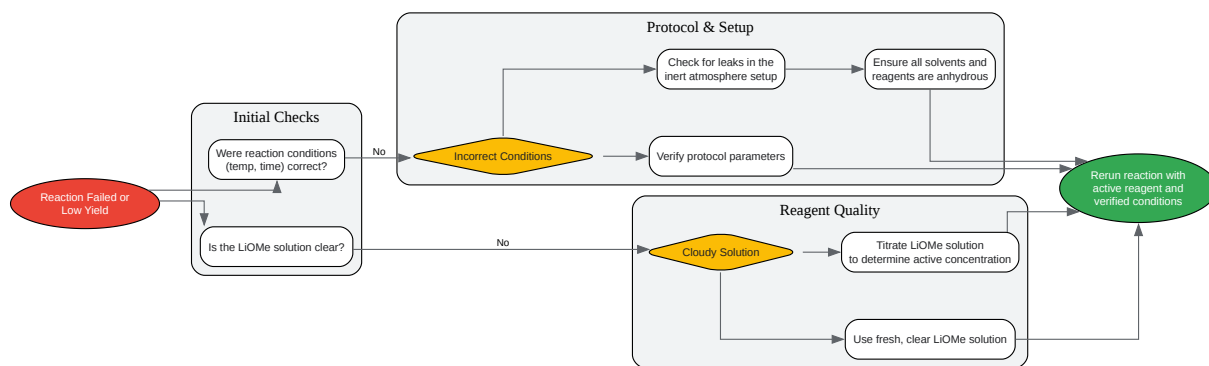 Protocol & Setup
Check for leaks in the
inert atmosphere setup
Ensure all solvents and
reagents are anhydrous
Initial Checks
Were reaction conditions
(temp, time) correct?
No
Incorrect Conditions
Verify protocol parameters
Reaction Failed or
Low Yield
Rerun reaction with
active reagent and
verified conditions
Reagent Quality
Is the LiOMe solution clear?
No
Cloudy Solution
Titrate LiOMe solution
to determine active concentration
Use fresh, clear LiOMe solution